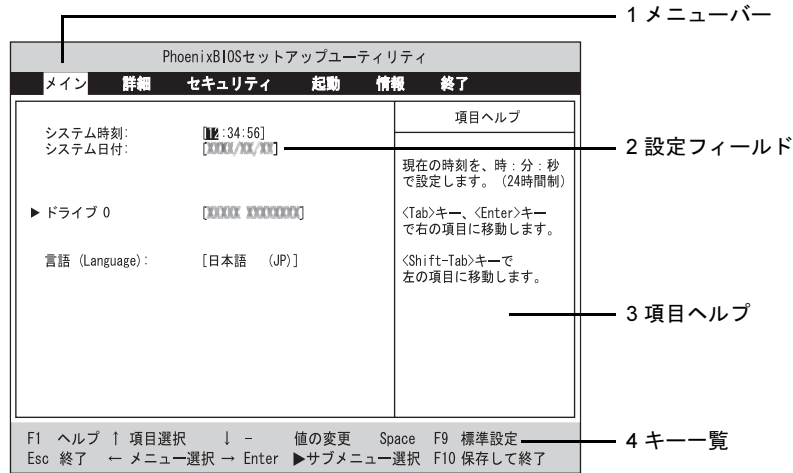 1 メニューバー
PhoenixBIOSセットアップユーティリティ
メイン 詳細 セキュリティ 起動 情報 終了
項目ヘルプ
システム時刻: [12:34:56]
システム日付: [XXXX/XX/XX]
2 設定フィールド
現在の時刻を、時：分：秒
で設定します。（24時間制）
▶ ドライブ 0 [XXXXX XXXXXXXX]
<Tab>キー、<Enter>キー
で右の項目に移動します。
言語 (Language): [日本語 (JP)]
<Shift-Tab>キーで
左の項目に移動します。
3 項目ヘルプ
F1 ヘルプ ↑ 項目選択 ↓ - 値の変更 Space F9 標準設定
4 キー一覧
Esc 終了 ← メニュー選択 → Enter ▶サブメニュー選択 F10 保存して終了